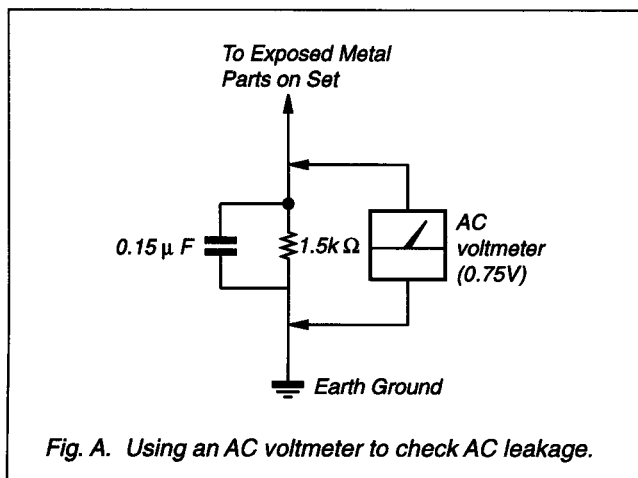 To Exposed Metal
Parts on Set
0.15 μ F
1.5k Ω
AC
voltmeter
(0.75V)
Earth Ground
Fig. A. Using an AC voltmeter to check AC leakage.